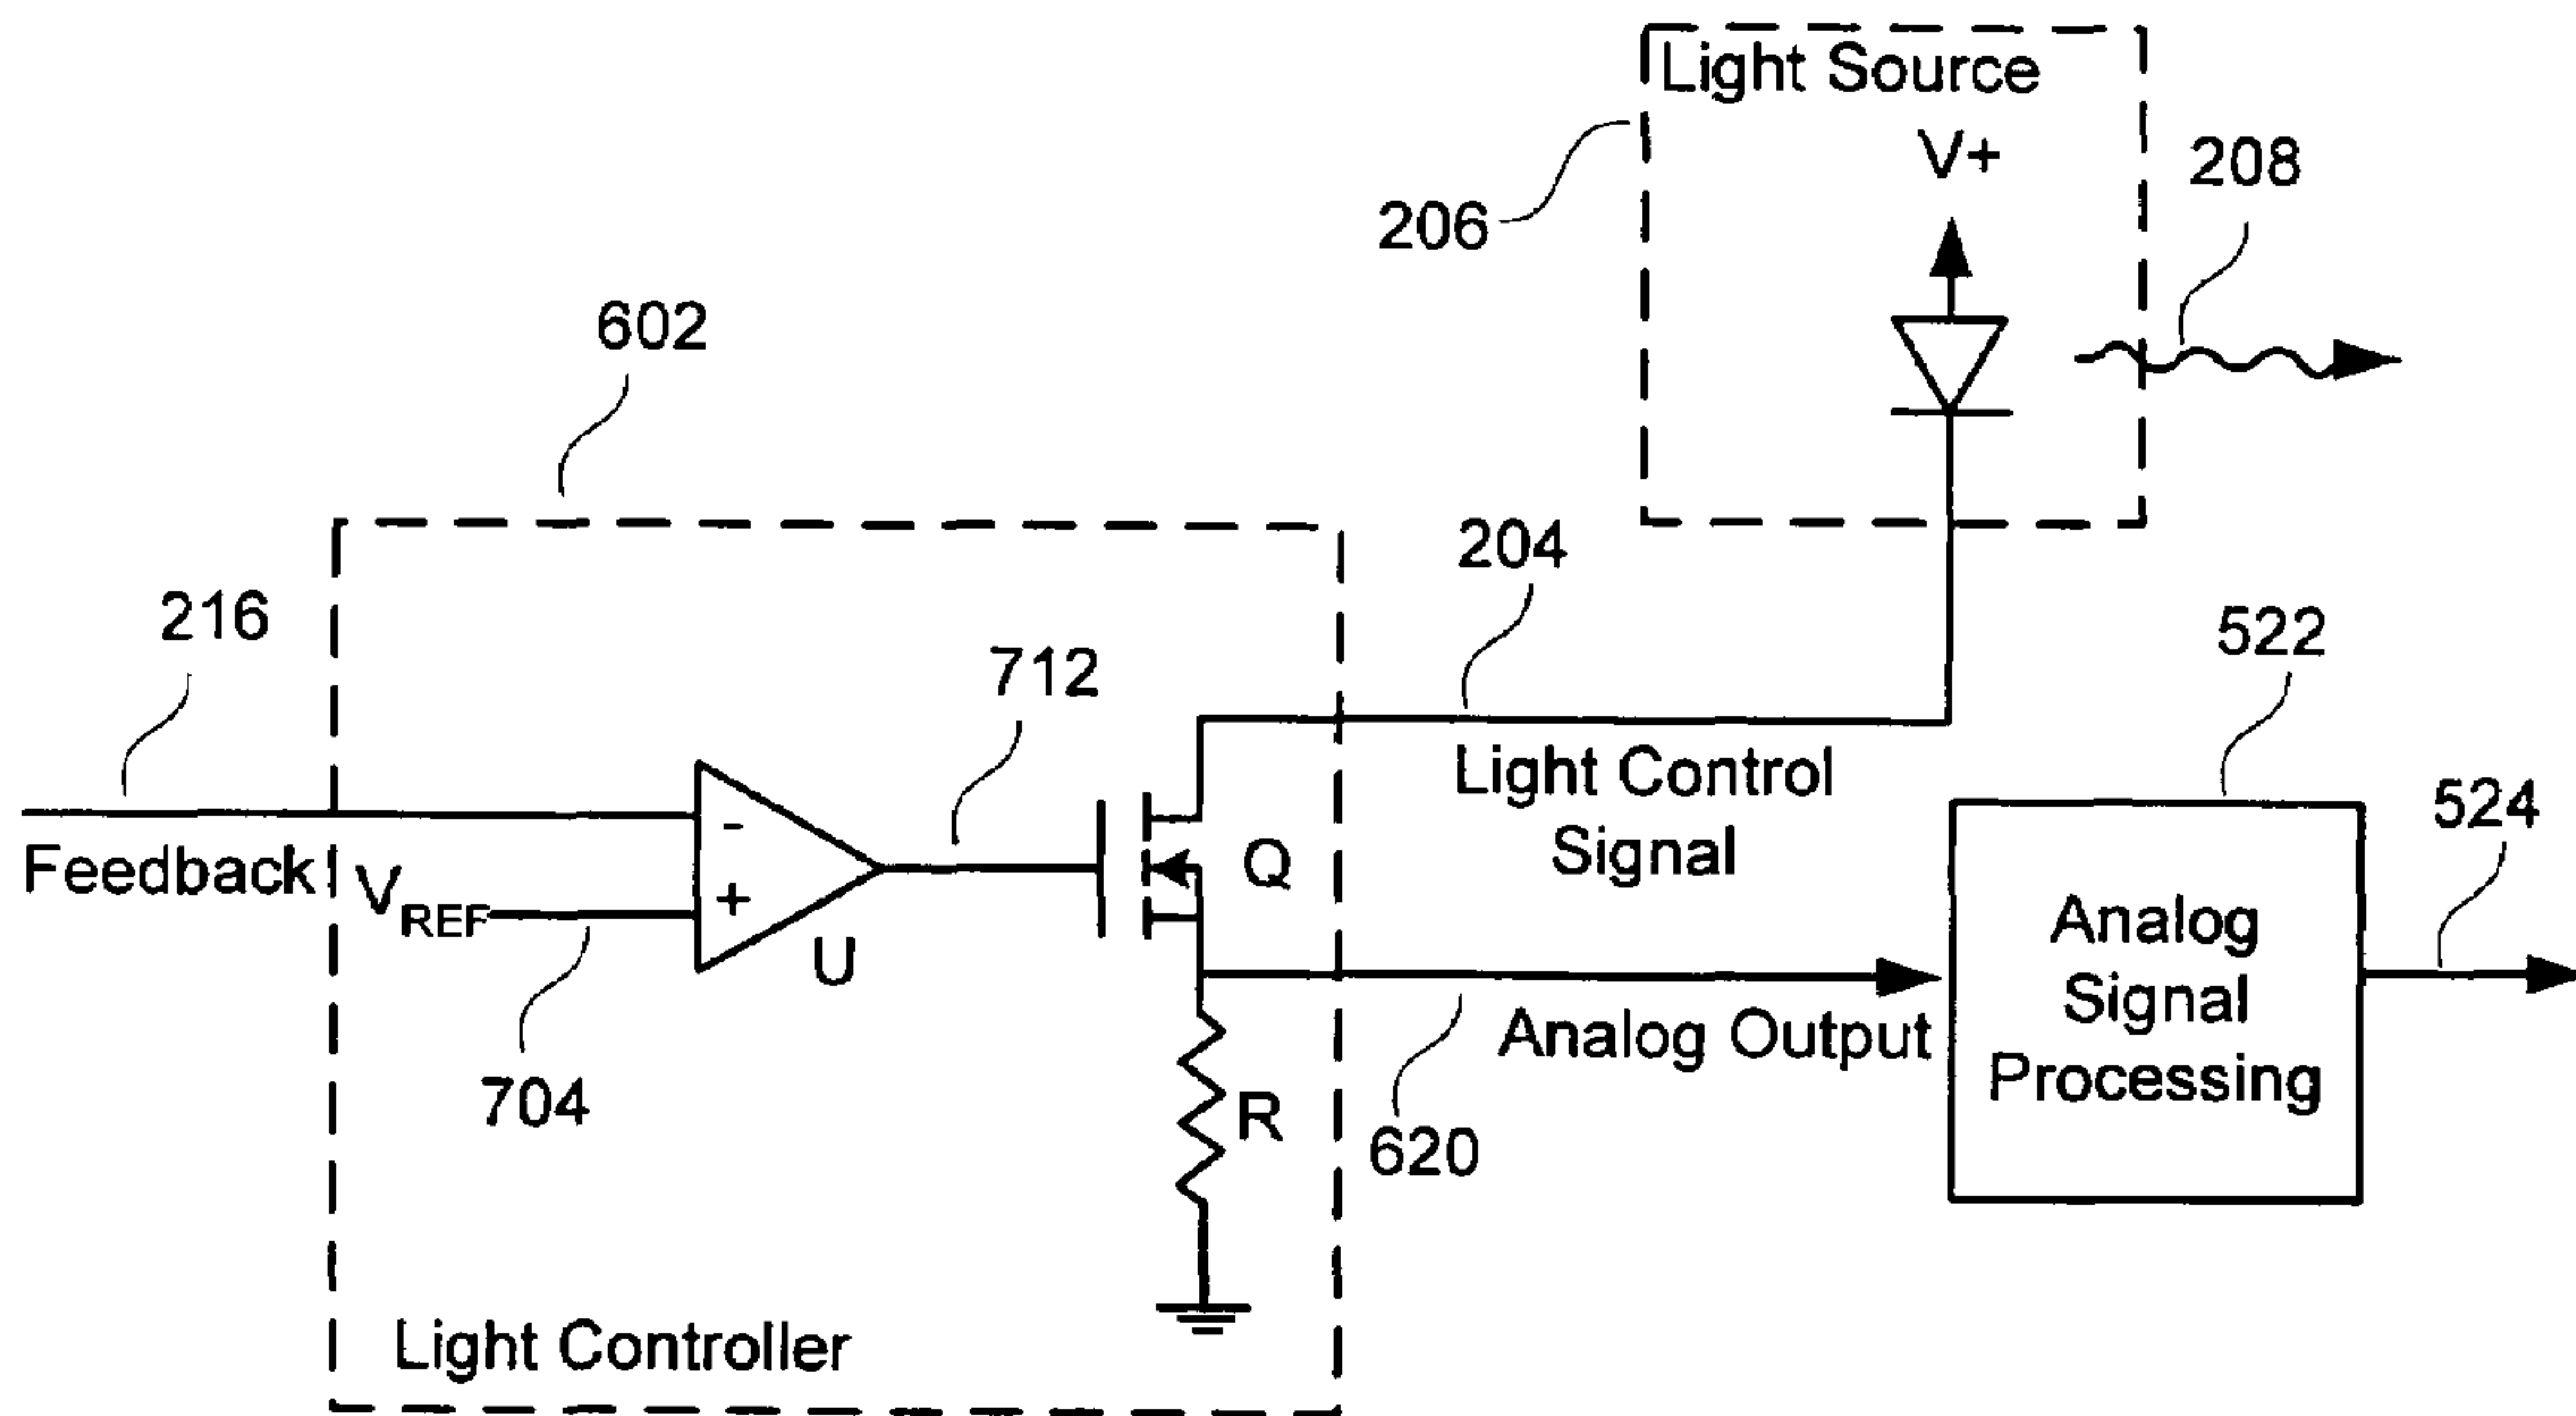 Light Source
V+
208
206
602
204
216
522
712
524
Light Control
Signal
-
Feedback
VREF
+
U
Q
Analog
Signal
Processing
Analog Output
704
R
620
Light Controller